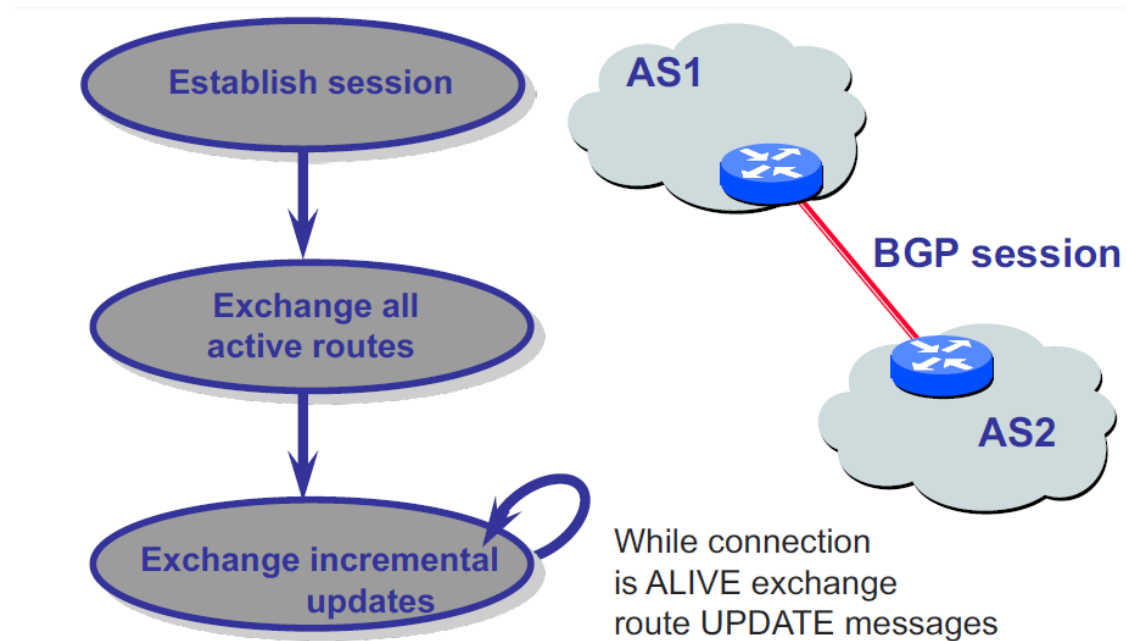 Establish session
Exchange all
active routes
Exchange incremental
updates
AS1
BGP session
AS2
While connection
is ALIVE exchange
route UPDATE messages